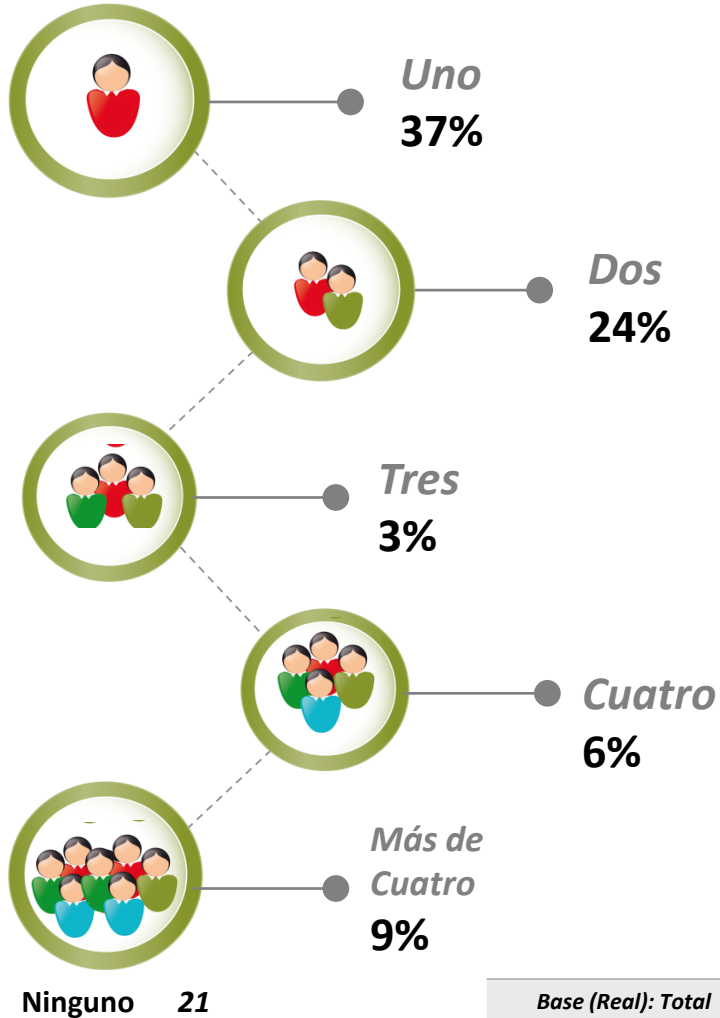 Uno
37%
Dos
24%
Tres
3%
Cuatro
6%
Más de
Cuatro
9%
Ninguno 21
Base (Real): Total